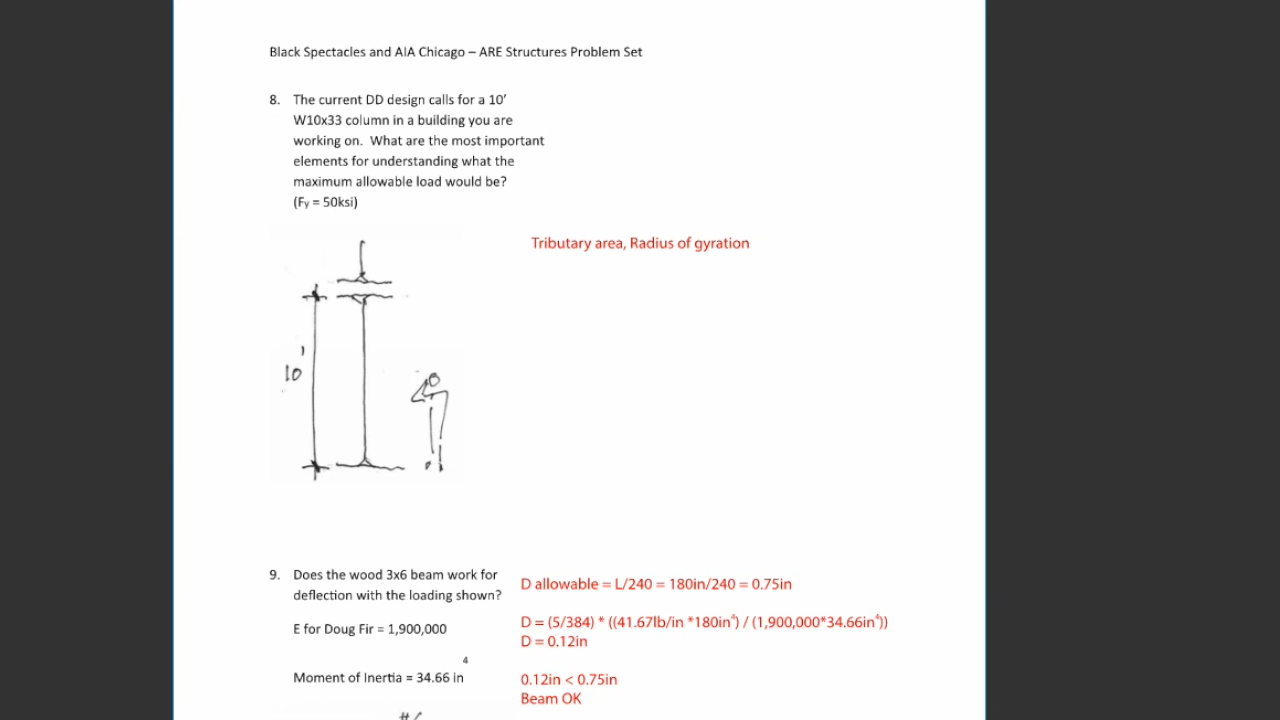 Black Spectacles and AIA Chicago – ARE Structures Problem Set
8. The current DD design calls for a 10'
W10x33 column in a building you are
working on. What are the most important
elements for understanding what the
maximum allowable load would be?
(Fy = 50ksi)
Tributary area, Radius of gyration
10'
9. Does the wood 3x6 beam work for
deflection with the loading shown?
E for Doug Fir = 1,900,000
Moment of Inertia = 34.66 in⁴
D allowable = L/240 = 180in/240 = 0.75in
D = (5/384) * ((41.67lb/in *180in⁴) / (1,900,000*34.66in⁴))
D = 0.12in
0.12in < 0.75in
Beam OK